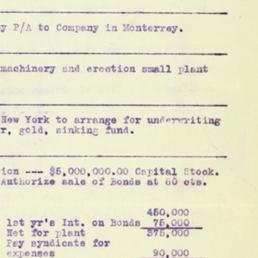 y P/A to Company in Monterrey.
machinery and erection small plant
New York to arrange for underwriting
r, gold, sinking fund.
ion --- $5,000,000.00 Capital Stock.
Authorize sale of Bonds at 80 cts.
450,000
1st yr's Int. on Bonds 75,000
Net for plant 375,000
Pay syndicate for
expenses 90,000